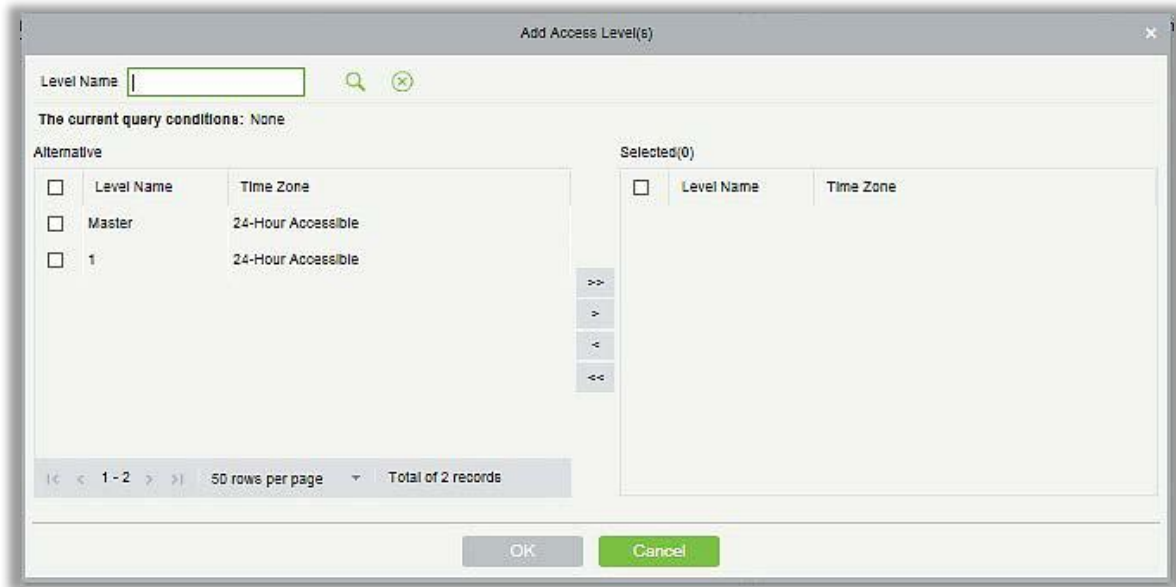 Add Access Level(s)
Level Name
The current query conditions: None
Alternative
Level Name Time Zone
Master 24-Hour Accessible
1 24-Hour Accessible
1 - 2 50 rows per page Total of 2 records
>>
>
<
<<
Selected(0)
Level Name Time Zone
OK Cancel